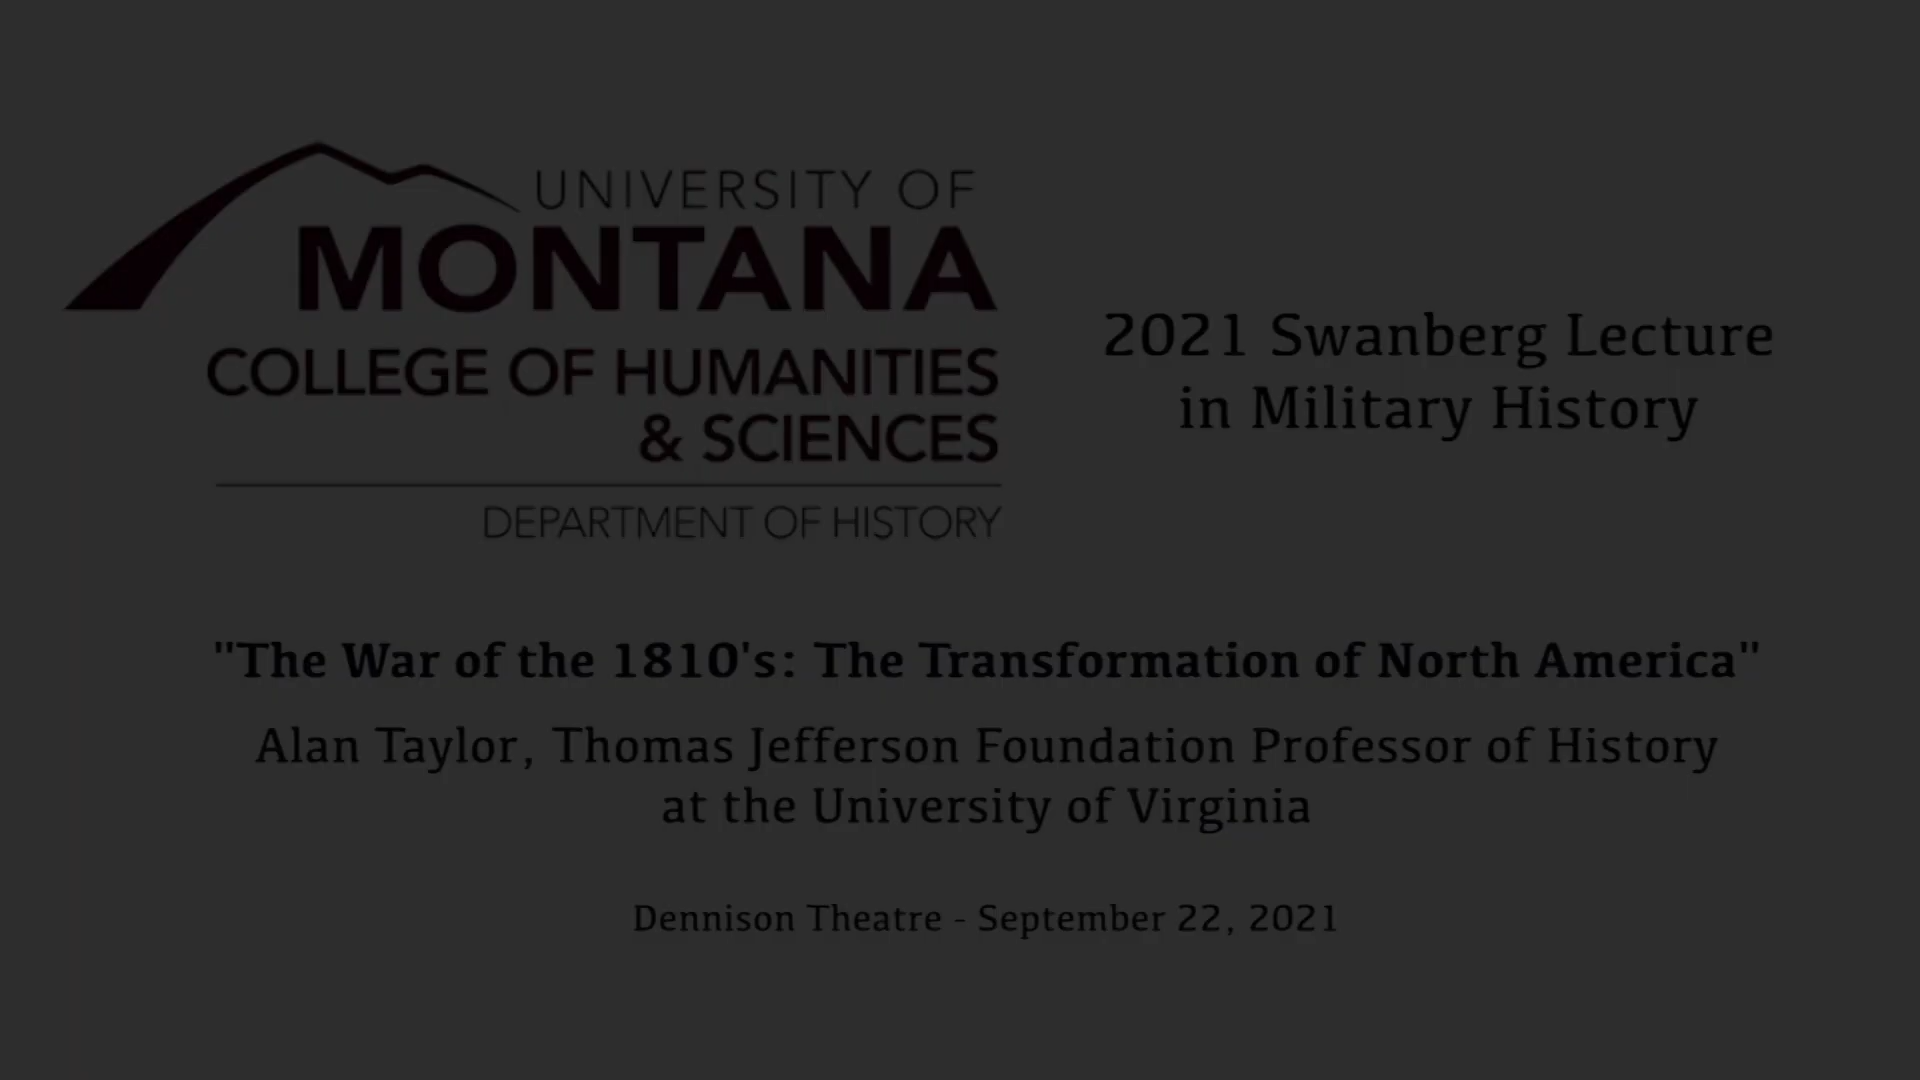 UNIVERSITY OF
MONTANA
COLLEGE OF HUMANITIES
& SCIENCES
DEPARTMENT OF HISTORY
2021 Swanberg Lecture
in Military History
"The War of the 1810's: The Transformation of North America"
Alan Taylor, Thomas Jefferson Foundation Professor of History
at the University of Virginia
Dennison Theatre - September 22, 2021